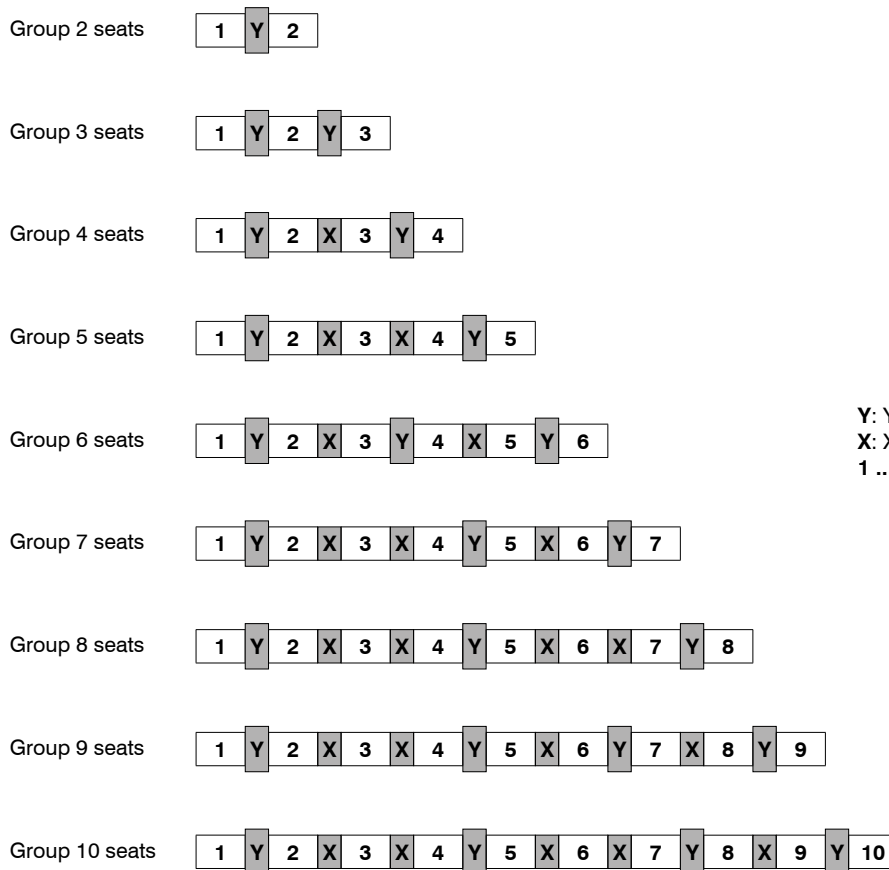 Group 2 seats 1 Y 2
Group 3 seats 1 Y 2 Y 3
Group 4 seats 1 Y 2 X 3 Y 4
Group 5 seats 1 Y 2 X 3 X 4 Y 5
Group 6 seats 1 Y 2 X 3 Y 4 X 5 Y 6
Y: Y
X: X
1 ..
Group 7 seats 1 Y 2 X 3 X 4 Y 5 X 6 Y 7
Group 8 seats 1 Y 2 X 3 X 4 Y 5 X 6 X 7 Y 8
Group 9 seats 1 Y 2 X 3 X 4 Y 5 X 6 Y 7 X 8 Y 9
Group 10 seats 1 Y 2 X 3 X 4 Y 5 X 6 X 7 Y 8 X 9 Y 10